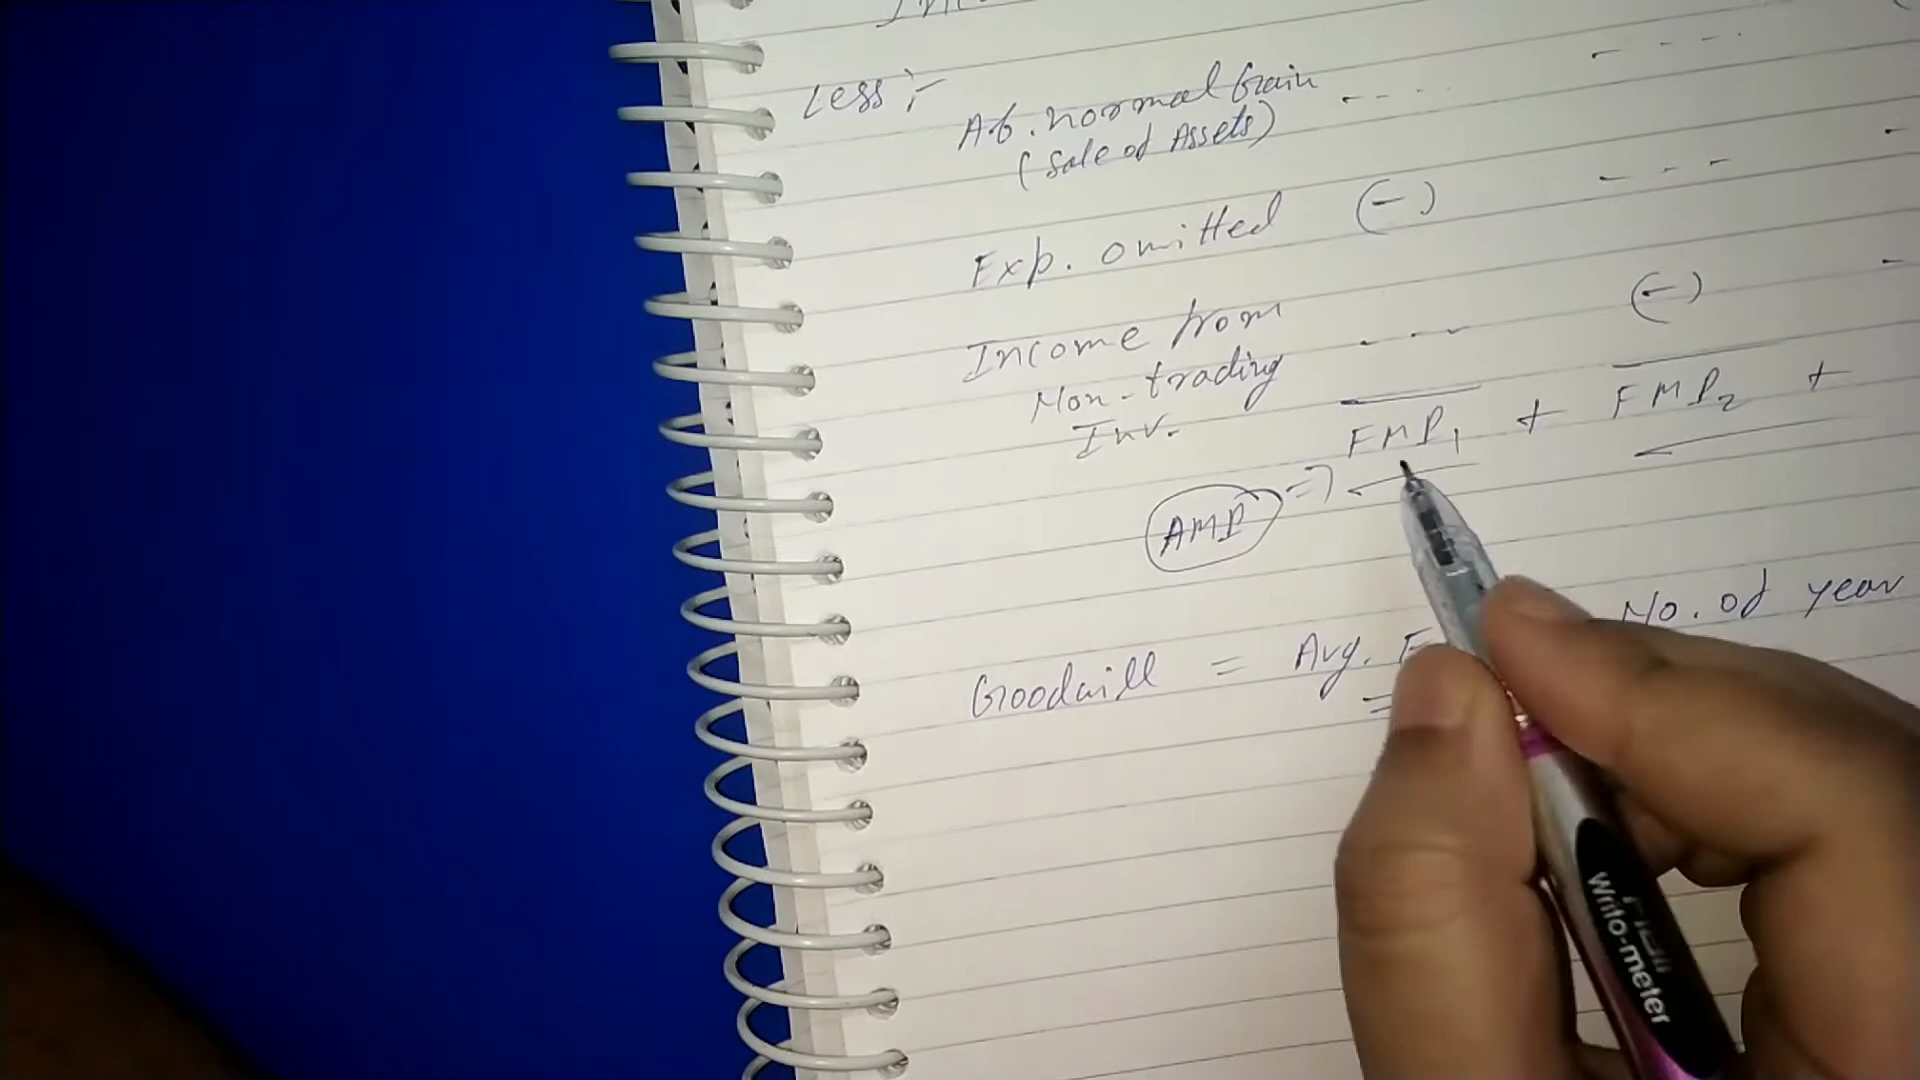 Less :-
Ab.normal Gain - - - -
(Sale of Assets)
Exp. omitted (-) - - - -
Income from - - - - (-)
Non-trading
Inv.
FMP1 + FMP2 +
AMP =>
Goodwill = Avg. No. of year
=
Writo-meter